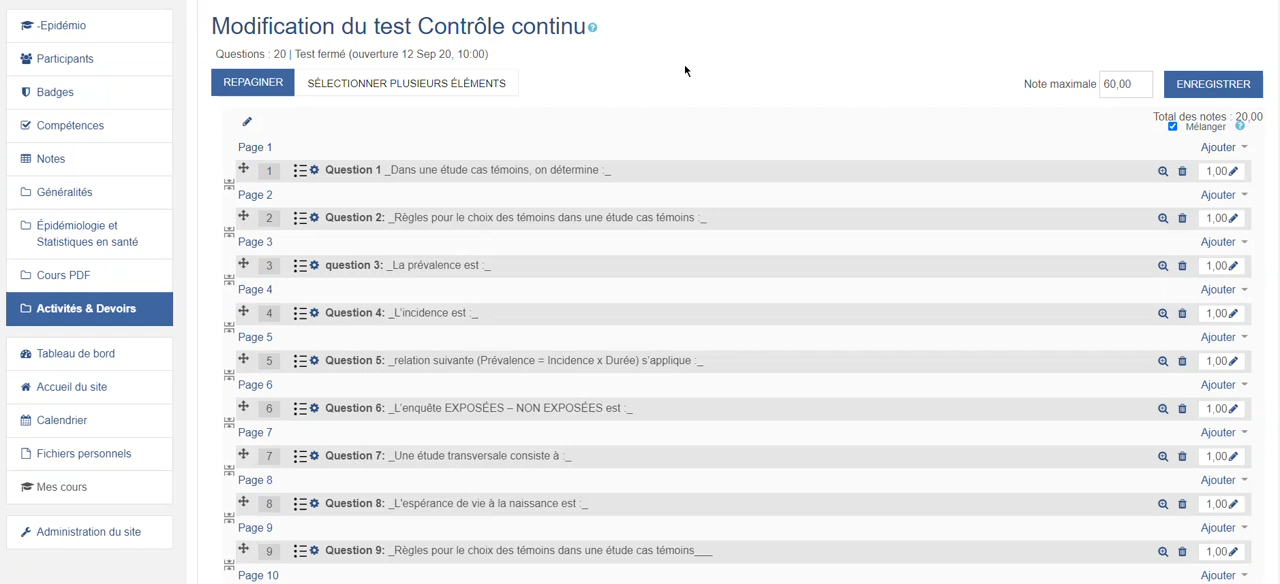 -Epidémio
Participants
Badges
Compétences
Notes
Généralités
Épidémiologie et
Statistiques en santé
Cours PDF
Activités & Devoirs
Tableau de bord
Accueil du site
Calendrier
Fichiers personnels
Mes cours
Administration du site
Modification du test Contrôle continu
Questions : 20 | Test fermé (ouverture 12 Sep 20, 10:00)
REPAGINER SÉLECTIONNER PLUSIEURS ÉLÉMENTS Note maximale 60,00 ENREGISTRER
Total des notes : 20,00
Mélanger
Page 1 Ajouter
1 Question 1 _Dans une étude cas témoins, on détermine :_ 1,00
Page 2 Ajouter
2 Question 2: _Règles pour le choix des témoins dans une étude cas témoins :_ 1,00
Page 3 Ajouter
3 question 3: _La prévalence est :_ 1,00
Page 4 Ajouter
4 Question 4: _L'incidence est :_ 1,00
Page 5 Ajouter
5 Question 5: _relation suivante (Prévalence = Incidence x Durée) s'applique :_ 1,00
Page 6 Ajouter
6 Question 6: _L'enquête EXPOSÉES – NON EXPOSÉES est :_ 1,00
Page 7 Ajouter
7 Question 7: _Une étude transversale consiste à :_ 1,00
Page 8 Ajouter
8 Question 8: _L'espérance de vie à la naissance est :_ 1,00
Page 9 Ajouter
9 Question 9: _Règles pour le choix des témoins dans une étude cas témoins___ 1,00
Page 10 Ajouter